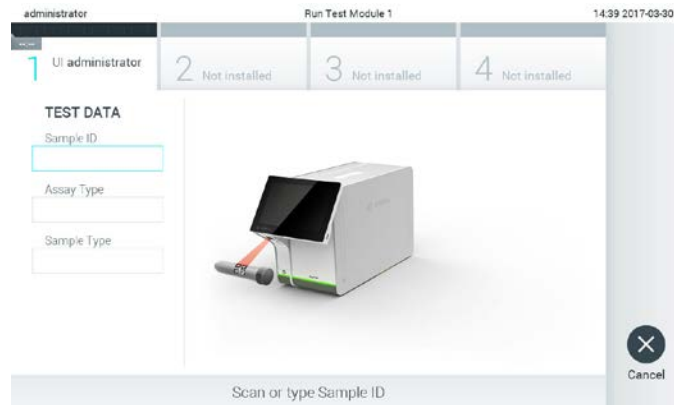 administrator
Run Test Module 1
14:39 2017-03-30
1 UI administrator
2 Not installed
3 Not installed
4 Not installed
TEST DATA
Sample ID
Assay Type
Sample Type
Cancel
Scan or type Sample ID